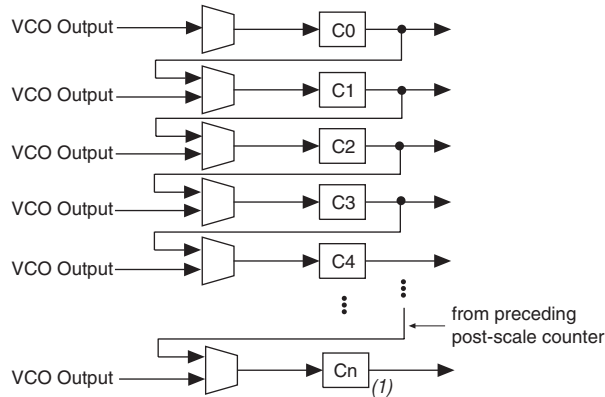 VCO Output
C0
VCO Output
C1
VCO Output
C2
VCO Output
C3
VCO Output
C4
from preceding
post-scale counter
VCO Output
Cn
(1)